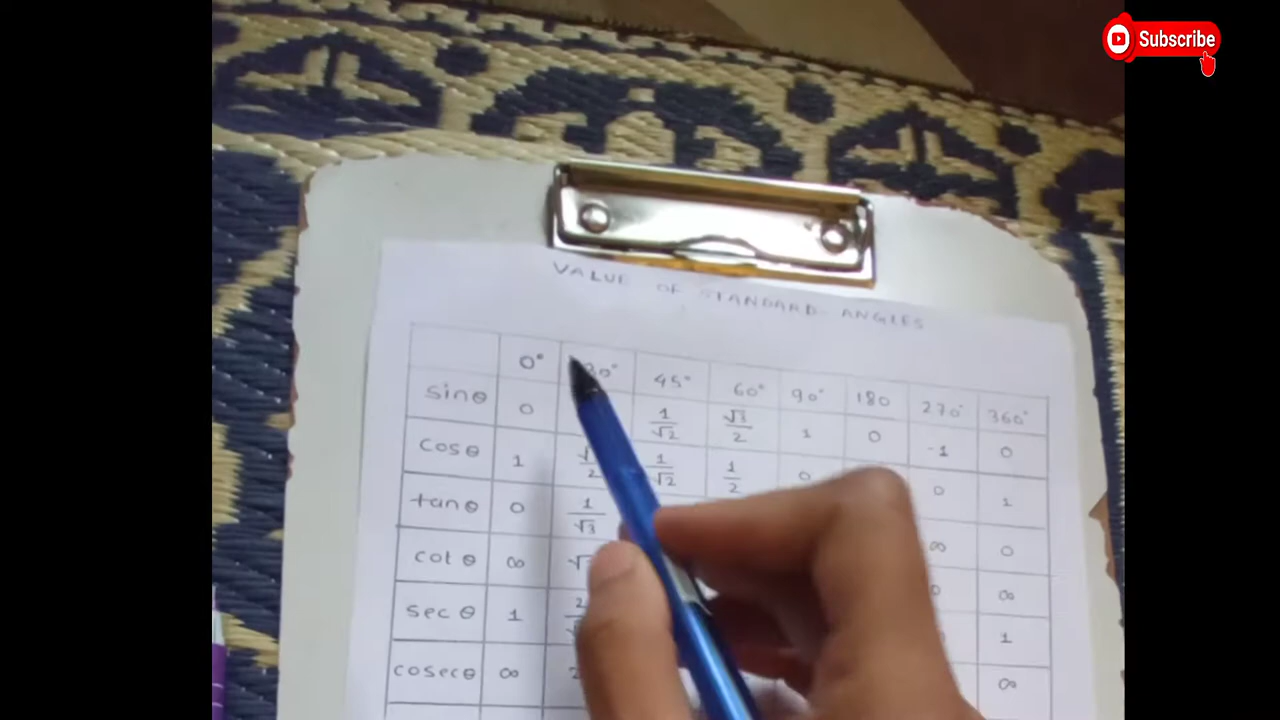 Subscribe
VALUE OF STANDARD ANGLES
0° 30° 45° 60° 90° 180 270° 360°
sinθ 0 1/√2 √3/2 1 0 -1 0
cosθ 1 1/√2 1/2 0 0 1
tanθ 0 1/√3 ∞ 0
cotθ ∞ ∞
secθ 1 1
cosecθ ∞ ∞